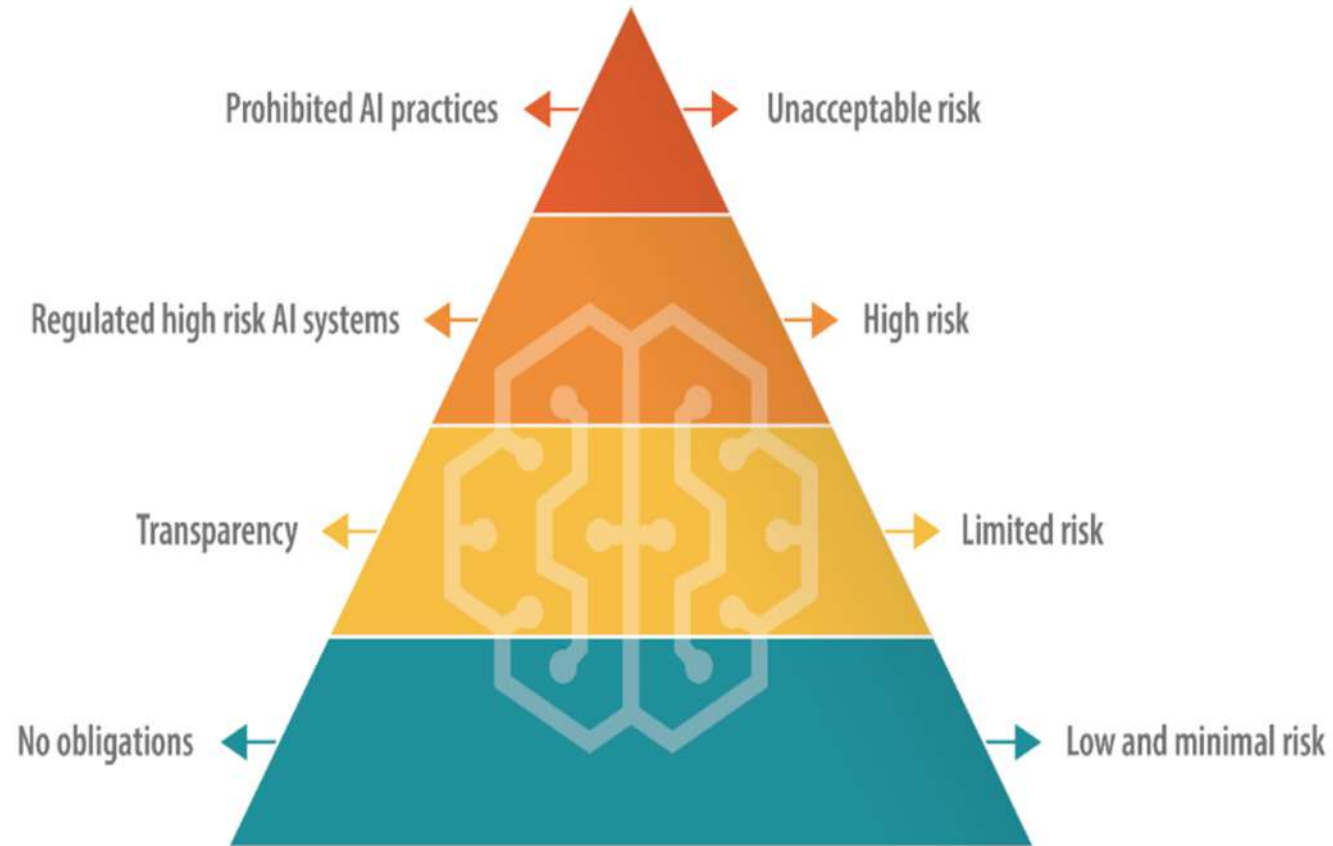 Prohibited AI practices
Unacceptable risk
Regulated high risk AI systems
High risk
Transparency
Limited risk
No obligations
Low and minimal risk